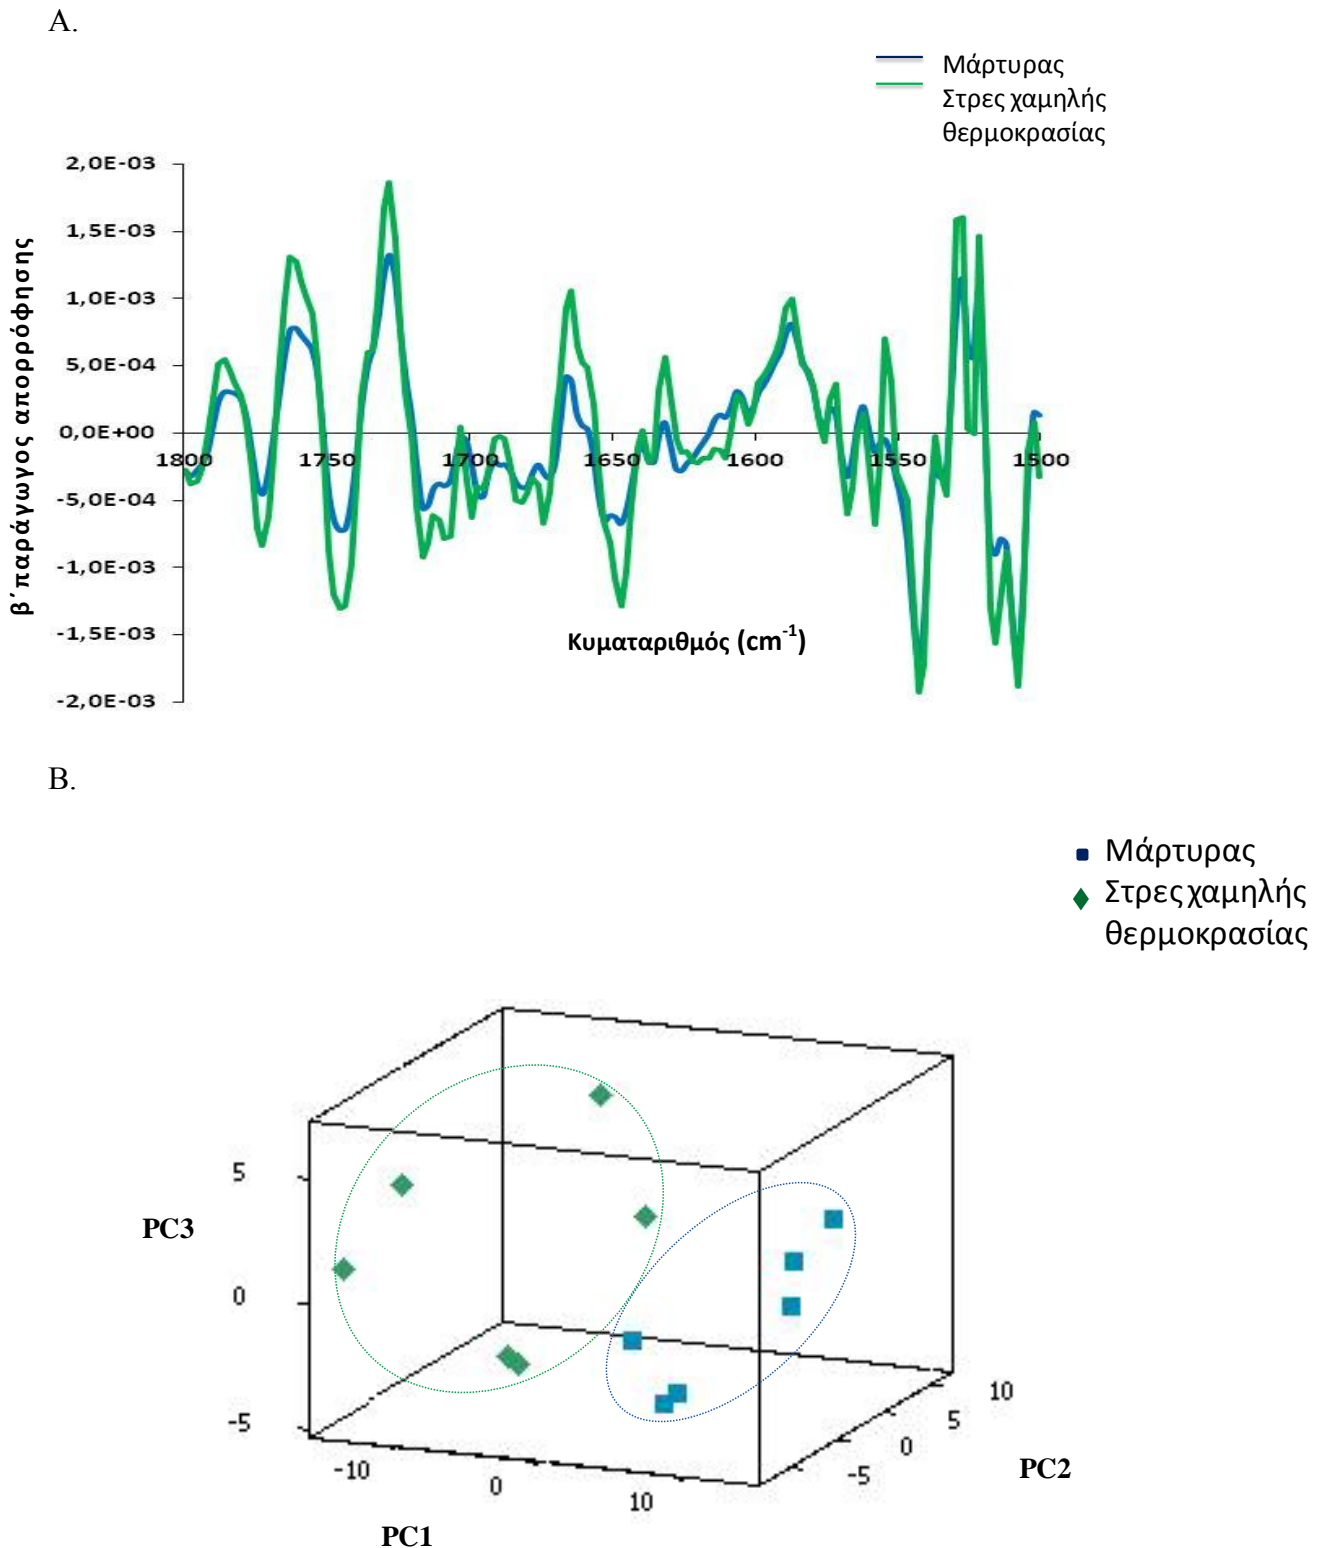 A.
Μάρτυρας
Στρες χαμηλής
θερμοκρασίας
2,0E-03
1,5E-03
1,0E-03
5,0E-04
0,0E+00
-5,0E-04
-1,0E-03
-1,5E-03
-2,0E-03
β΄παράγωγος απορρόφησης
1800 1750 1700 1650 1600 1550 1500
Κυματαριθμός (cm⁻¹)
B.
Μάρτυρας
Στρες χαμηλής
θερμοκρασίας
5
PC3
0
-5
-10 0 10
PC1
-5 0 5 10
PC2